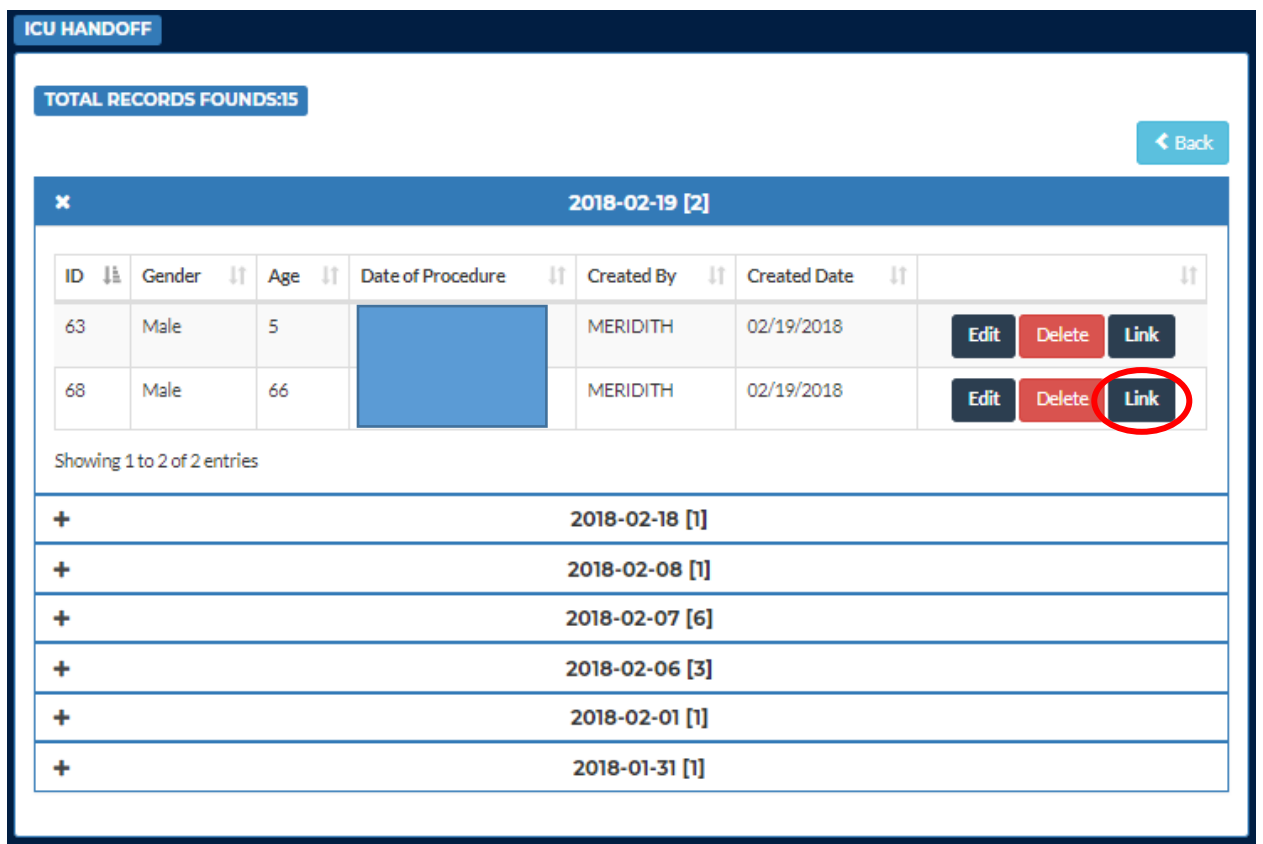 ICU HANDOFF
TOTAL RECORDS FOUNDS:15
Back
2018-02-19 [2]
ID Gender Age Date of Procedure Created By Created Date
63 Male 5 MERIDITH 02/19/2018 Edit Delete Link
68 Male 66 MERIDITH 02/19/2018 Edit Delete Link
Showing 1 to 2 of 2 entries
2018-02-18 [1]
2018-02-08 [1]
2018-02-07 [6]
2018-02-06 [3]
2018-02-01 [1]
2018-01-31 [1]